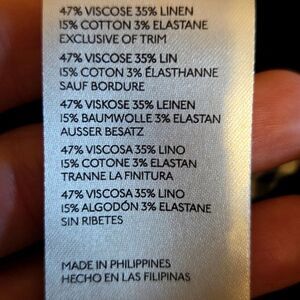 47% VISCOSE 35% LINEN
15% COTTON 3% ELASTANE
EXCLUSIVE OF TRIM
47% VISCOSE 35% LIN
15% COTON 3% ÉLASTHANNE
SAUF BORDURE
47% VISKOSE 35% LEINEN
15% BAUMWOLLE 3% ELASTAN
AUSSER BESATZ
47% VISCOSA 35% LINO
15% COTONE 3% ELASTAN
TRANNE LA FINITURA
47% VISCOSA 35% LINO
15% ALGODÓN 3% ELASTANE
SIN RIBETES
MADE IN PHILIPPINES
HECHO EN LAS FILIPINAS